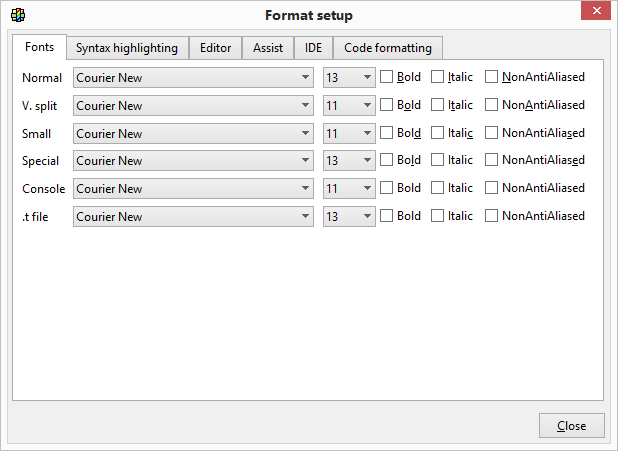 Format setup
Fonts Syntax highlighting Editor Assist IDE Code formatting
Normal Courier New 13 Bold Italic NonAntiAliased
V. split Courier New 11 Bold Italic NonAntiAliased
Small Courier New 11 Bold Italic NonAntiAliased
Special Courier New 13 Bold Italic NonAntiAliased
Console Courier New 11 Bold Italic NonAntiAliased
.t file Courier New 13 Bold Italic NonAntiAliased
Close